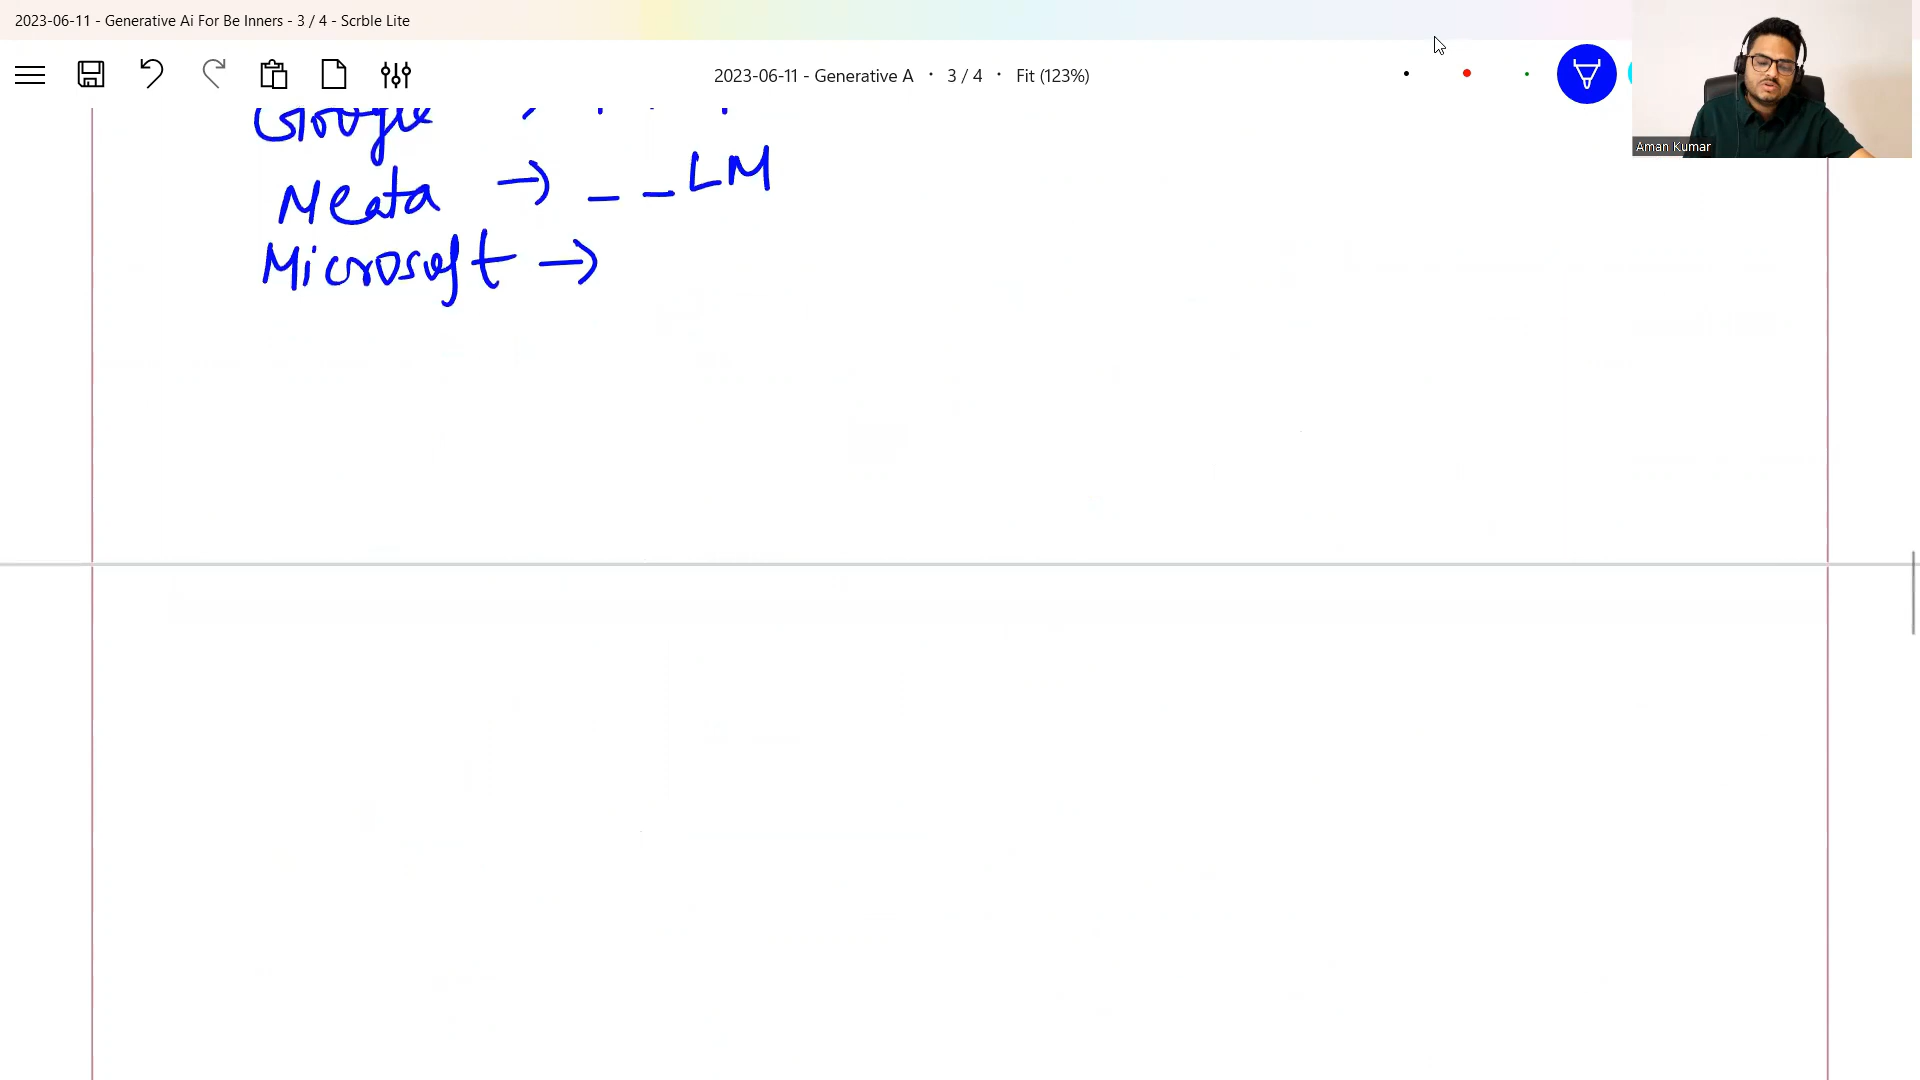 2023-06-11 - Generative Ai For Be Inners - 3 / 4 - Scrble Lite
2023-06-11 - Generative A · 3 / 4 · Fit (123%)
Aman Kumar
Google →
Meata → _ _ LM
Microsoft →